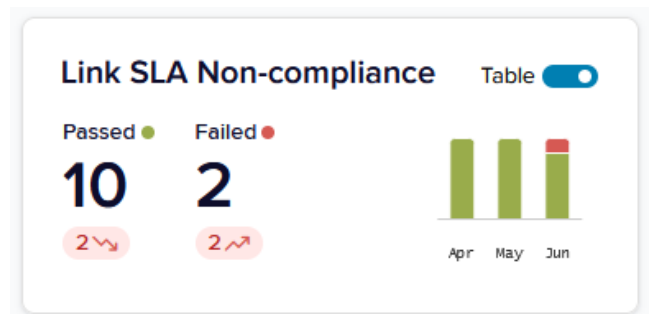 Link SLA Non-compliance
Table
Passed
Failed
10
2
2
2
Apr May Jun